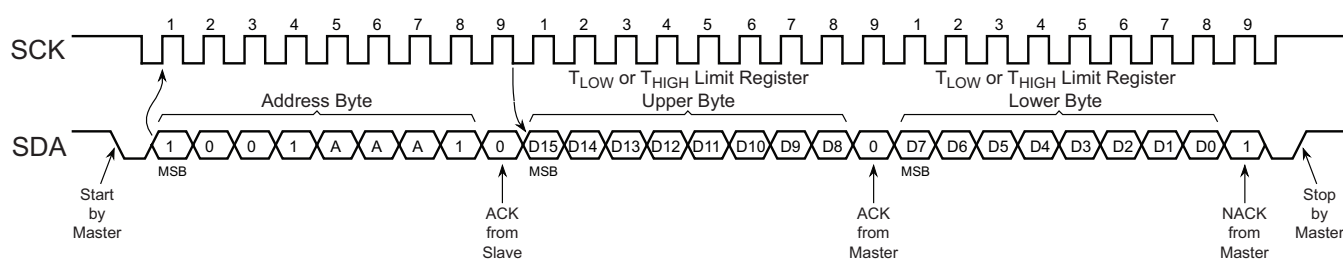 1 2 3 4 5 6 7 8 9 1 2 3 4 5 6 7 8 9 1 2 3 4 5 6 7 8 9
SCK
T_LOW or T_HIGH Limit Register
Upper Byte
T_LOW or T_HIGH Limit Register
Lower Byte
Address Byte
SDA
1 0 0 1 A A A 1 0 D15 D14 D13 D12 D11 D10 D9 D8 0 D7 D6 D5 D4 D3 D2 D1 D0 1
MSB
MSB
MSB
Start
by
Master
ACK
from
Slave
ACK
from
Master
NACK
from
Master
Stop
by
Master